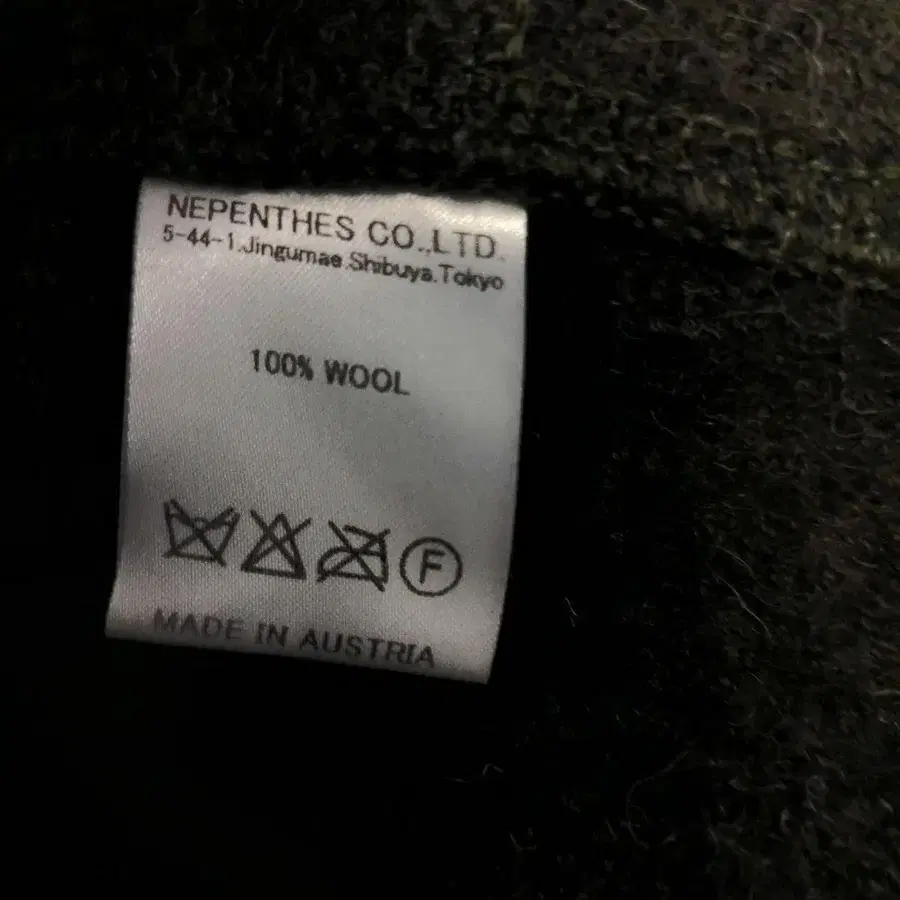 NEPENTHES CO.,LTD.
5-44-1.Jingumae.Shibuya.Tokyo
100% WOOL
F
MADE IN AUSTRIA